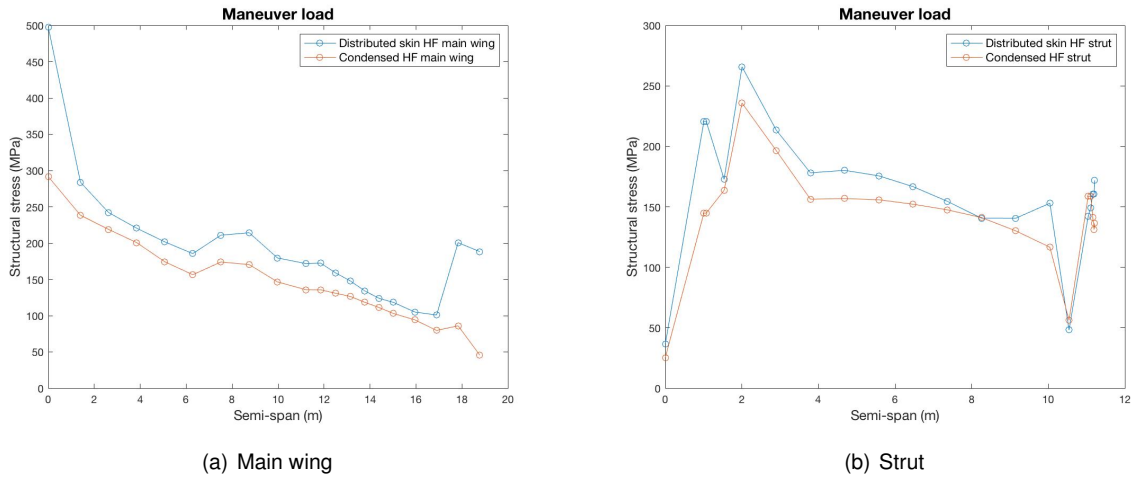 Maneuver load
500
450
400
350
300
250
200
150
100
50
0
Structural stress (MPa)
Distributed skin HF main wing
Condensed HF main wing
0 2 4 6 8 10 12 14 16 18 20
Semi-span (m)
(a) Main wing
Maneuver load
300
250
200
150
100
50
0
Structural stress (MPa)
Distributed skin HF strut
Condensed HF strut
0 2 4 6 8 10 12
Semi-span (m)
(b) Strut